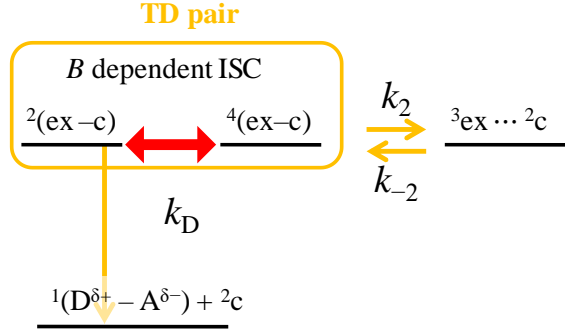 TD pair
B dependent ISC
²(ex–c) ⁴(ex–c) k₂ ³ex ··· ²c
k₋₂
k_D
¹(D^δ+ – A^δ−) + ²c